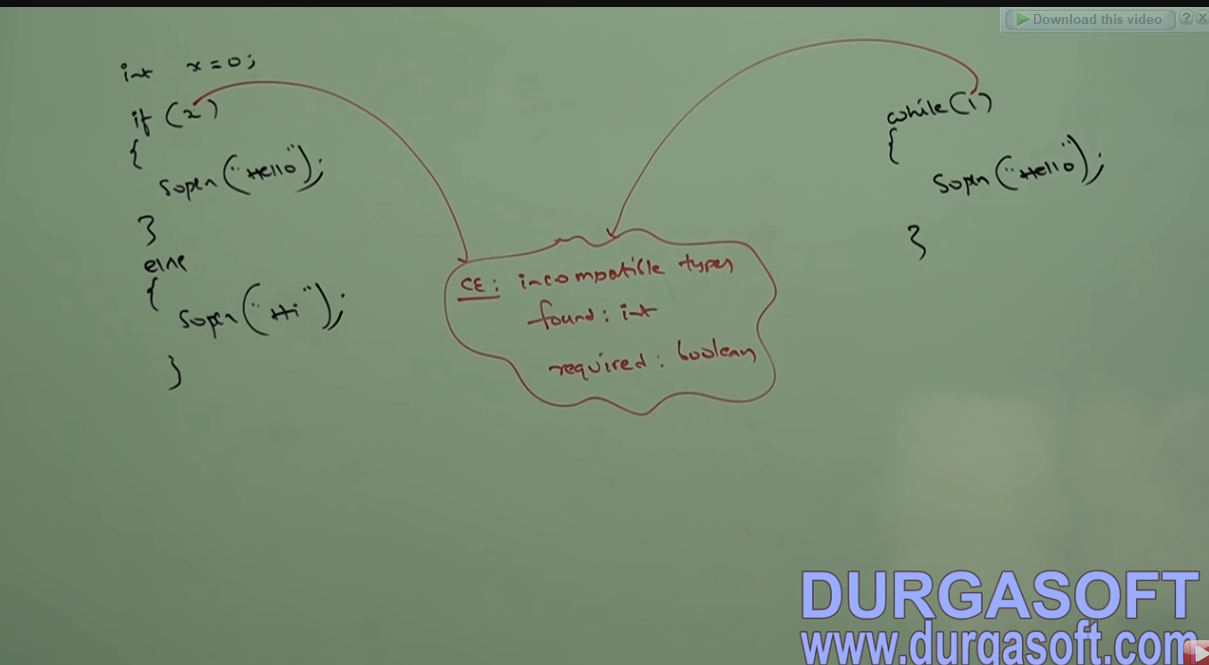 Download this video ? X
int x=0;
if (x)
{
Sopln("Hello");
}
else
{
Sopln("Hi");
}
while(1)
{
Sopln("Hello");
}
CE: incompatible types
found: int
required: boolean
DURGASOFT
www.durgasoft.com